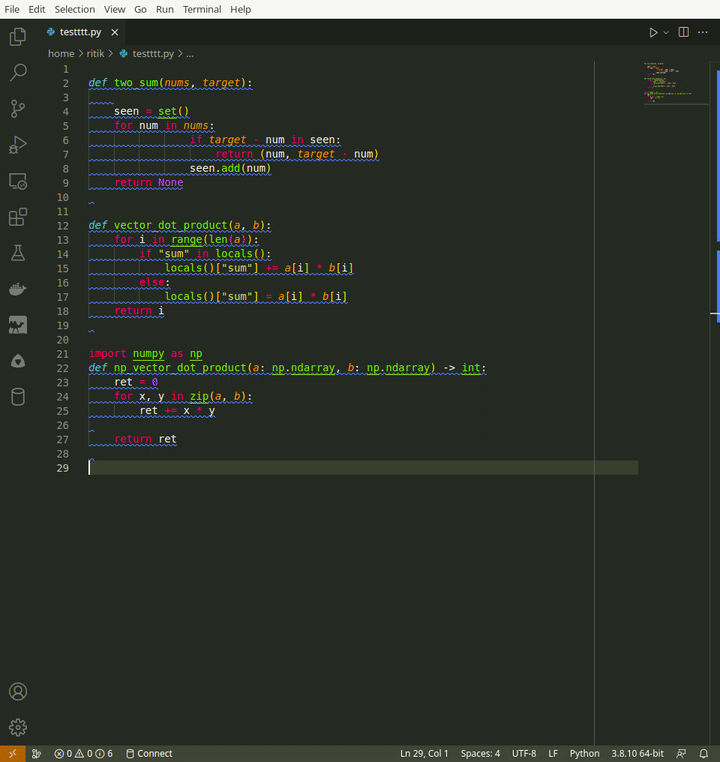 File Edit Selection View Go Run Terminal Help
testttt.py
home > ritik > testttt.py > ...
1
2 def two_sum(nums, target):
3
4     seen = set()
5     for num in nums:
6                 if target - num in seen:
7                     return (num, target - num)
8                 seen.add(num)
9     return None
10
11
12 def vector_dot_product(a, b):
13     for i in range(len(a)):
14         if "sum" in locals():
15             locals()["sum"] += a[i] * b[i]
16         else:
17             locals()["sum"] = a[i] * b[i]
18     return i
19
20
21 import numpy as np
22 def np_vector_dot_product(a: np.ndarray, b: np.ndarray) -> int:
23     ret = 0
24     for x, y in zip(a, b):
25         ret += x * y
26
27     return ret
28
29
0 0 6 Connect Ln 29, Col 1 Spaces: 4 UTF-8 LF Python 3.8.10 64-bit